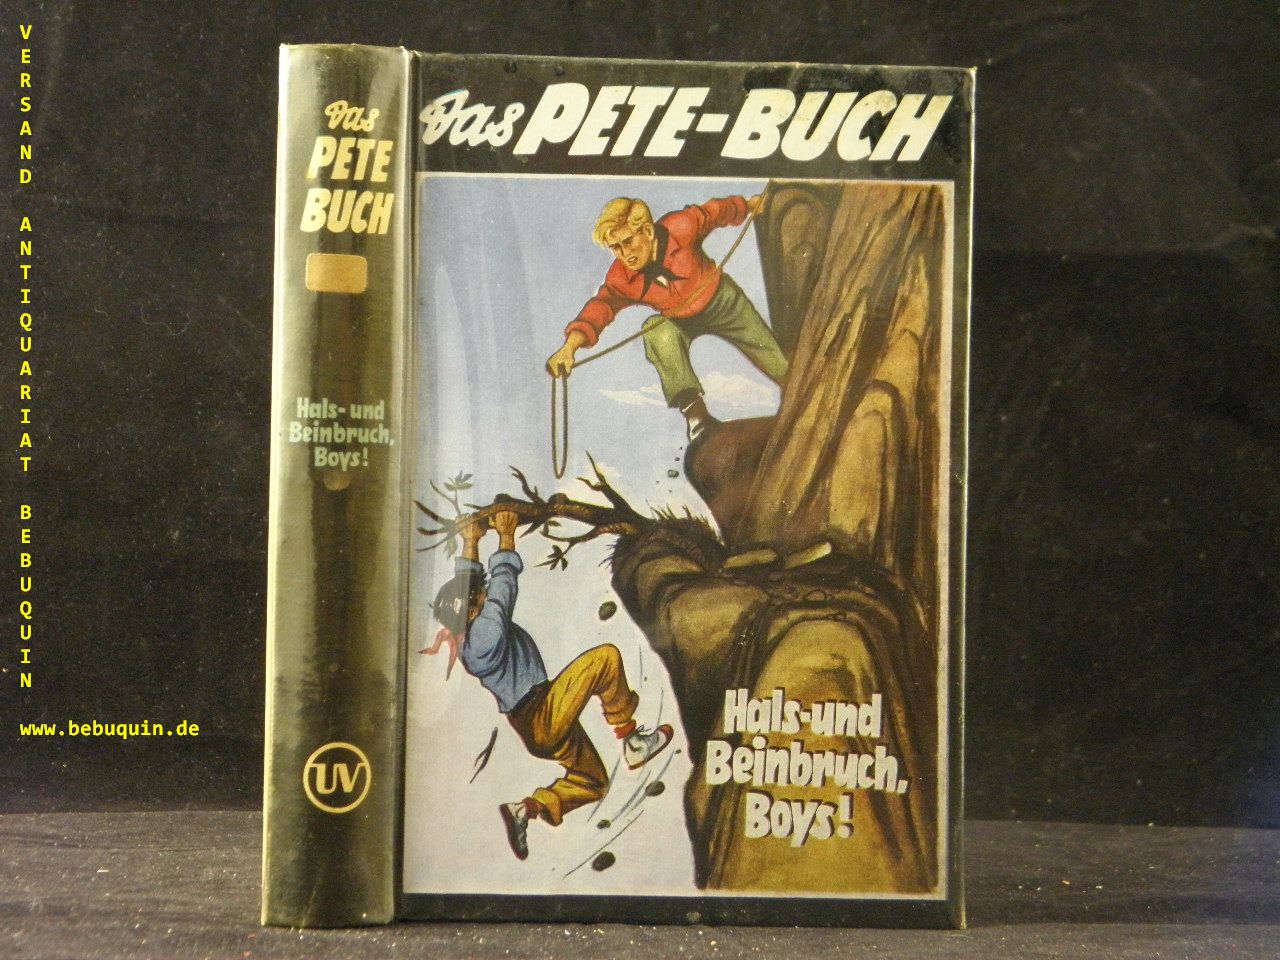 VERSAND ANTIQUARIAT BEBUQUIN
www.bebuquin.de
Das
PETE
BUCH
Hals- und
Beinbruch,
Boys!
UV
Das PETE-BUCH
Hals- und
Beinbruch,
Boys!